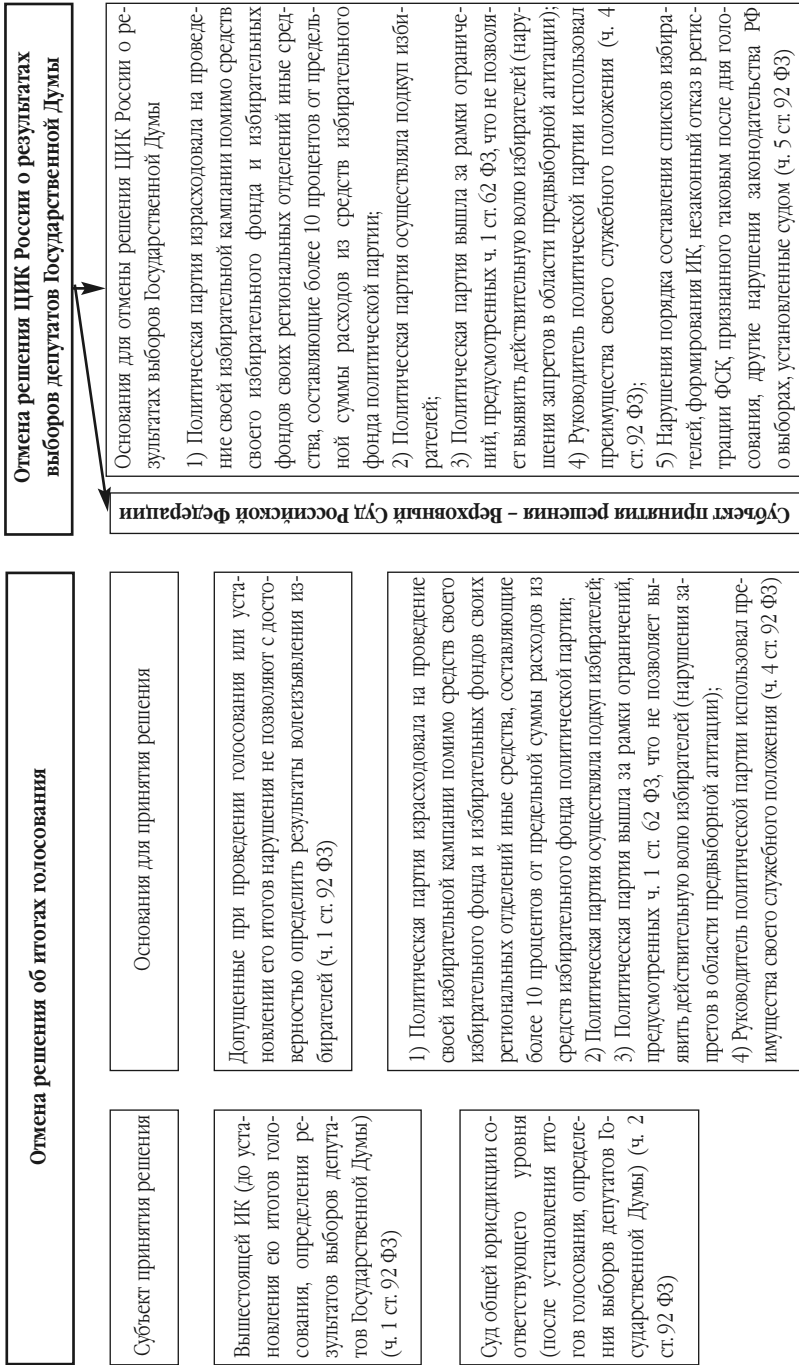 Отмена решения об итогах голосования
Субъект принятия решения
Основания для принятия решения
Вышестоящей ИК (до уста-
новления ею итогов голо-
сования, определения ре-
зультатов выборов депута-
тов Государственной Думы)
(ч. 1 ст. 92 ФЗ)
Допущенные при проведении голосования или уста-
новлении его итогов нарушения не позволяют с досто-
верностью определить результаты волеизъявления из-
бирателей (ч. 1 ст. 92 ФЗ)
Суд общей юрисдикции со-
ответствующего уровня
(после установления ито-
гов голосования, определе-
ния выборов депутатов Го-
сударственной Думы) (ч. 2
ст. 92 ФЗ)
1) Политическая партия израсходовала на проведение
своей избирательной кампании помимо средств своего
избирательного фонда и избирательных фондов своих
региональных отделений иные средства, составляющие
более 10 процентов от предельной суммы расходов из
средств избирательного фонда политической партии;
2) Политическая партия осуществляла подкуп избирателей;
3) Политическая партия вышла за рамки ограничений,
предусмотренных ч. 1 ст. 62 ФЗ, что не позволяет вы-
явить действительную волю избирателей (нарушения за-
претов в области предвыборной агитации);
4) Руководитель политической партии использовал пре-
имущества своего служебного положения (ч. 4 ст. 92 ФЗ)
Отмена решения ЦИК России о результатах
выборов депутатов Государственной Думы
Субъект принятия решения – Верховный Суд Российской Федерации
Основания для отмены решения ЦИК России о ре-
зультатах выборов Государственной Думы
1) Политическая партия израсходовала на проведе-
ние своей избирательной кампании помимо средств
своего избирательного фонда и избирательных
фондов своих региональных отделений иные сред-
ства, составляющие более 10 процентов от предель-
ной суммы расходов из средств избирательного
фонда политической партии;
2) Политическая партия осуществляла подкуп изби-
рателей;
3) Политическая партия вышла за рамки ограниче-
ний, предусмотренных ч. 1 ст. 62 ФЗ, что не позволя-
ет выявить действительную волю избирателей (нару-
шения запретов в области предвыборной агитации);
4) Руководитель политической партии использовал
преимущества своего служебного положения (ч. 4
ст. 92 ФЗ);
5) Нарушения порядка составления списков избира-
телей, формирования ИК, незаконный отказ в регис-
трации ФСК, признанного таковым после дня голо-
сования, другие нарушения законодательства РФ
о выборах, установленные судом (ч. 5 ст. 92 ФЗ)